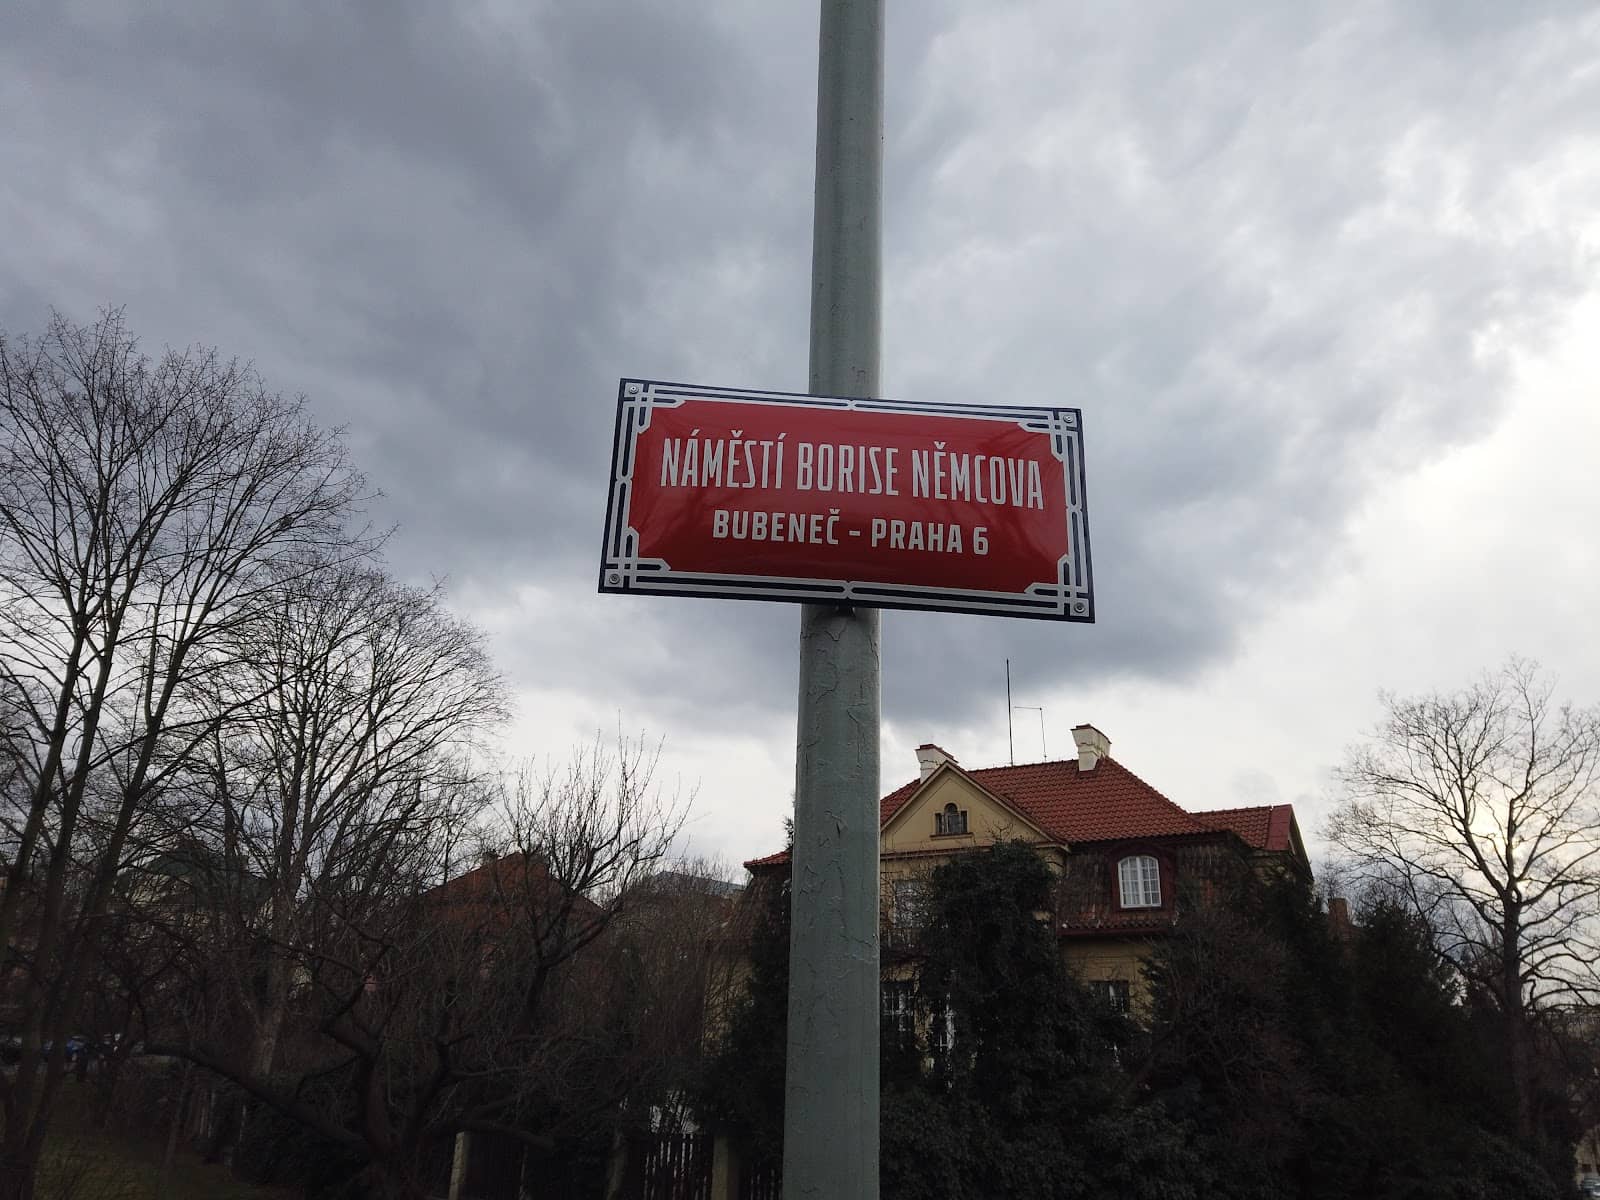 NÁMĚSTÍ BORISE NĚMCOVA
BUBENEČ - PRAHA 6